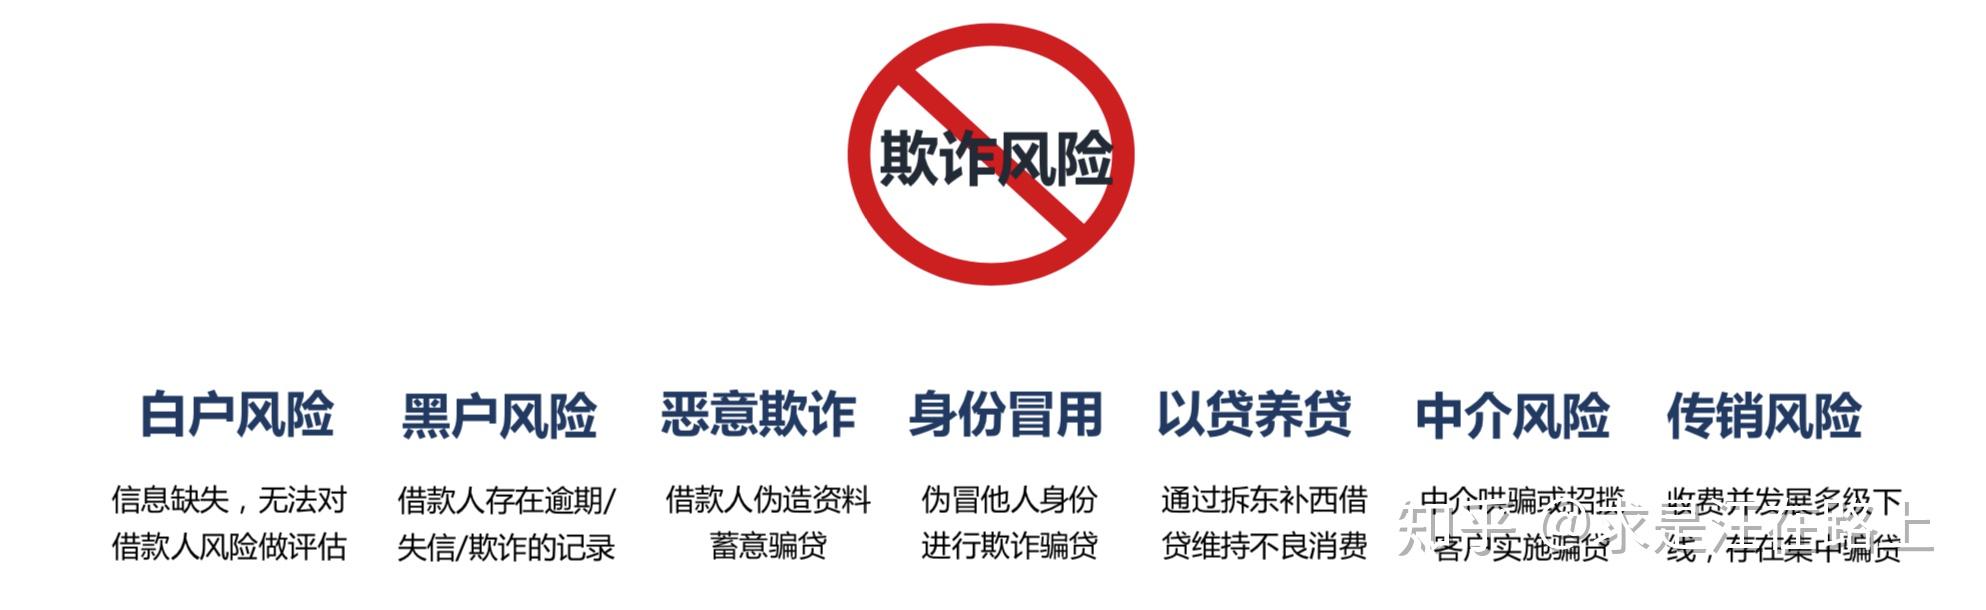 欺诈风险
白户风险 黑户风险 恶意欺诈 身份冒用 以贷养贷 中介风险 传销风险
信息缺失，无法对 借款人存在逾期/ 借款人伪造资料 伪冒他人身份 通过拆东补西借 中介哄骗或招揽 收费并发展多级下
借款人风险做评估 失信/欺诈的记录 蓄意骗贷 进行欺诈骗贷 贷维持不良消费 客户实施骗贷 线，存在集中骗贷
知乎 @求是汪在路上